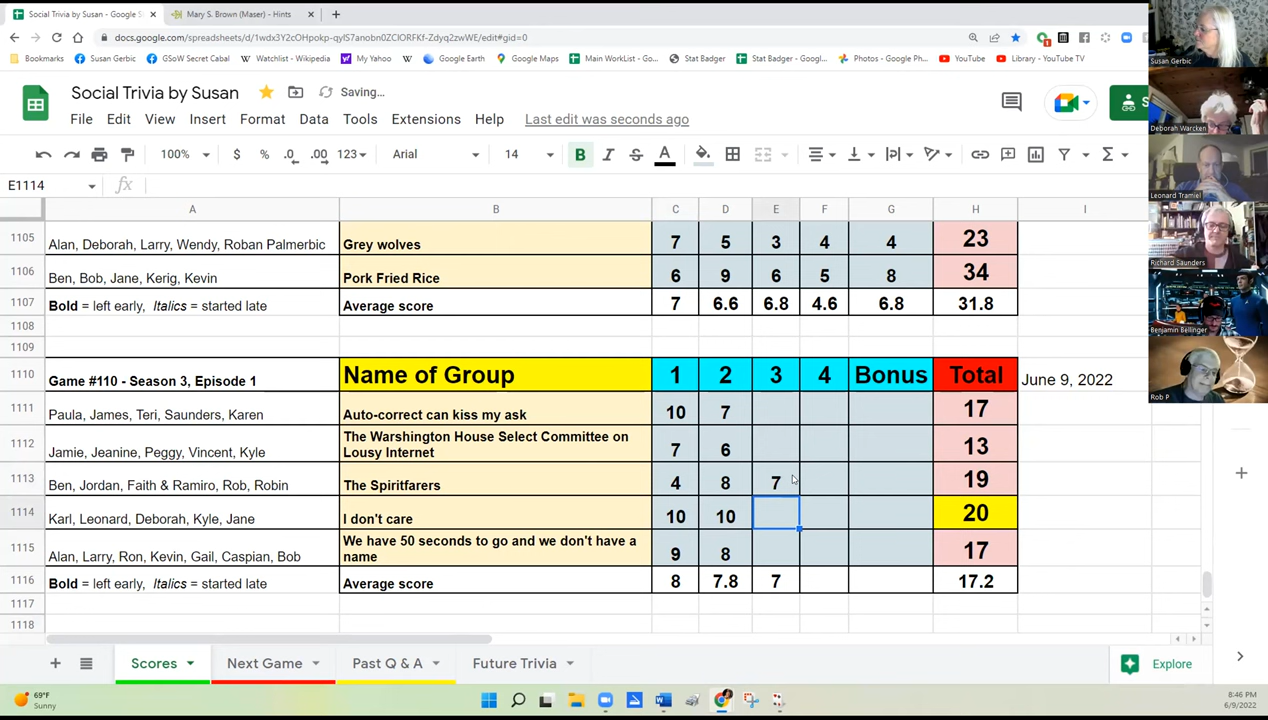 Social Trivia by Susan - Google S
Mary S. Brown (Maser) - Hints
docs.google.com/spreadsheets/d/1wdx3Y2cOHpokp-qyIS7anobn0ZCIORFKf-Zdyq2zwWE/edit#gid=0
Bookmarks Susan Gerbic GSoW Secret Cabal Watchlist - Wikipedia My Yahoo Google Earth Google Maps Main WorkList - Go... Stat Badger Stat Badger - Googl... Photos - Google Ph... YouTube Library - YouTube TV
Social Trivia by Susan Saving...
File Edit View Insert Format Data Tools Extensions Help Last edit was seconds ago
100% $ % .0 .00 123 Arial 14 B I S A
E1114 fx
A B C D E F G H I
1105 Alan, Deborah, Larry, Wendy, Roban Palmerbic Grey wolves 7 5 3 4 4 23
1106 Ben, Bob, Jane, Kerig, Kevin Pork Fried Rice 6 9 6 5 8 34
1107 Bold = left early, Italics = started late Average score 7 6.6 6.8 4.6 6.8 31.8
1108
1109
1110 Game #110 - Season 3, Episode 1 Name of Group 1 2 3 4 Bonus Total June 9, 2022
1111 Paula, James, Teri, Saunders, Karen Auto-correct can kiss my ask 10 7 17
1112 Jamie, Jeanine, Peggy, Vincent, Kyle The Warshington House Select Committee on
Lousy Internet 7 6 13
1113 Ben, Jordan, Faith & Ramiro, Rob, Robin The Spiritfarers 4 8 7 19
1114 Karl, Leonard, Deborah, Kyle, Jane I don't care 10 10 20
1115 Alan, Larry, Ron, Kevin, Gail, Caspian, Bob We have 50 seconds to go and we don't have a
name 9 8 17
1116 Bold = left early, Italics = started late Average score 8 7.8 7 17.2
1117
1118
Scores Next Game Past Q & A Future Trivia Explore
69°F
Sunny
8:46 PM
6/9/2022
Susan Gerbic
Deborah Warcken
Leonard Tramiel
Richard Saunders
Benjamin Bellinger
Rob P